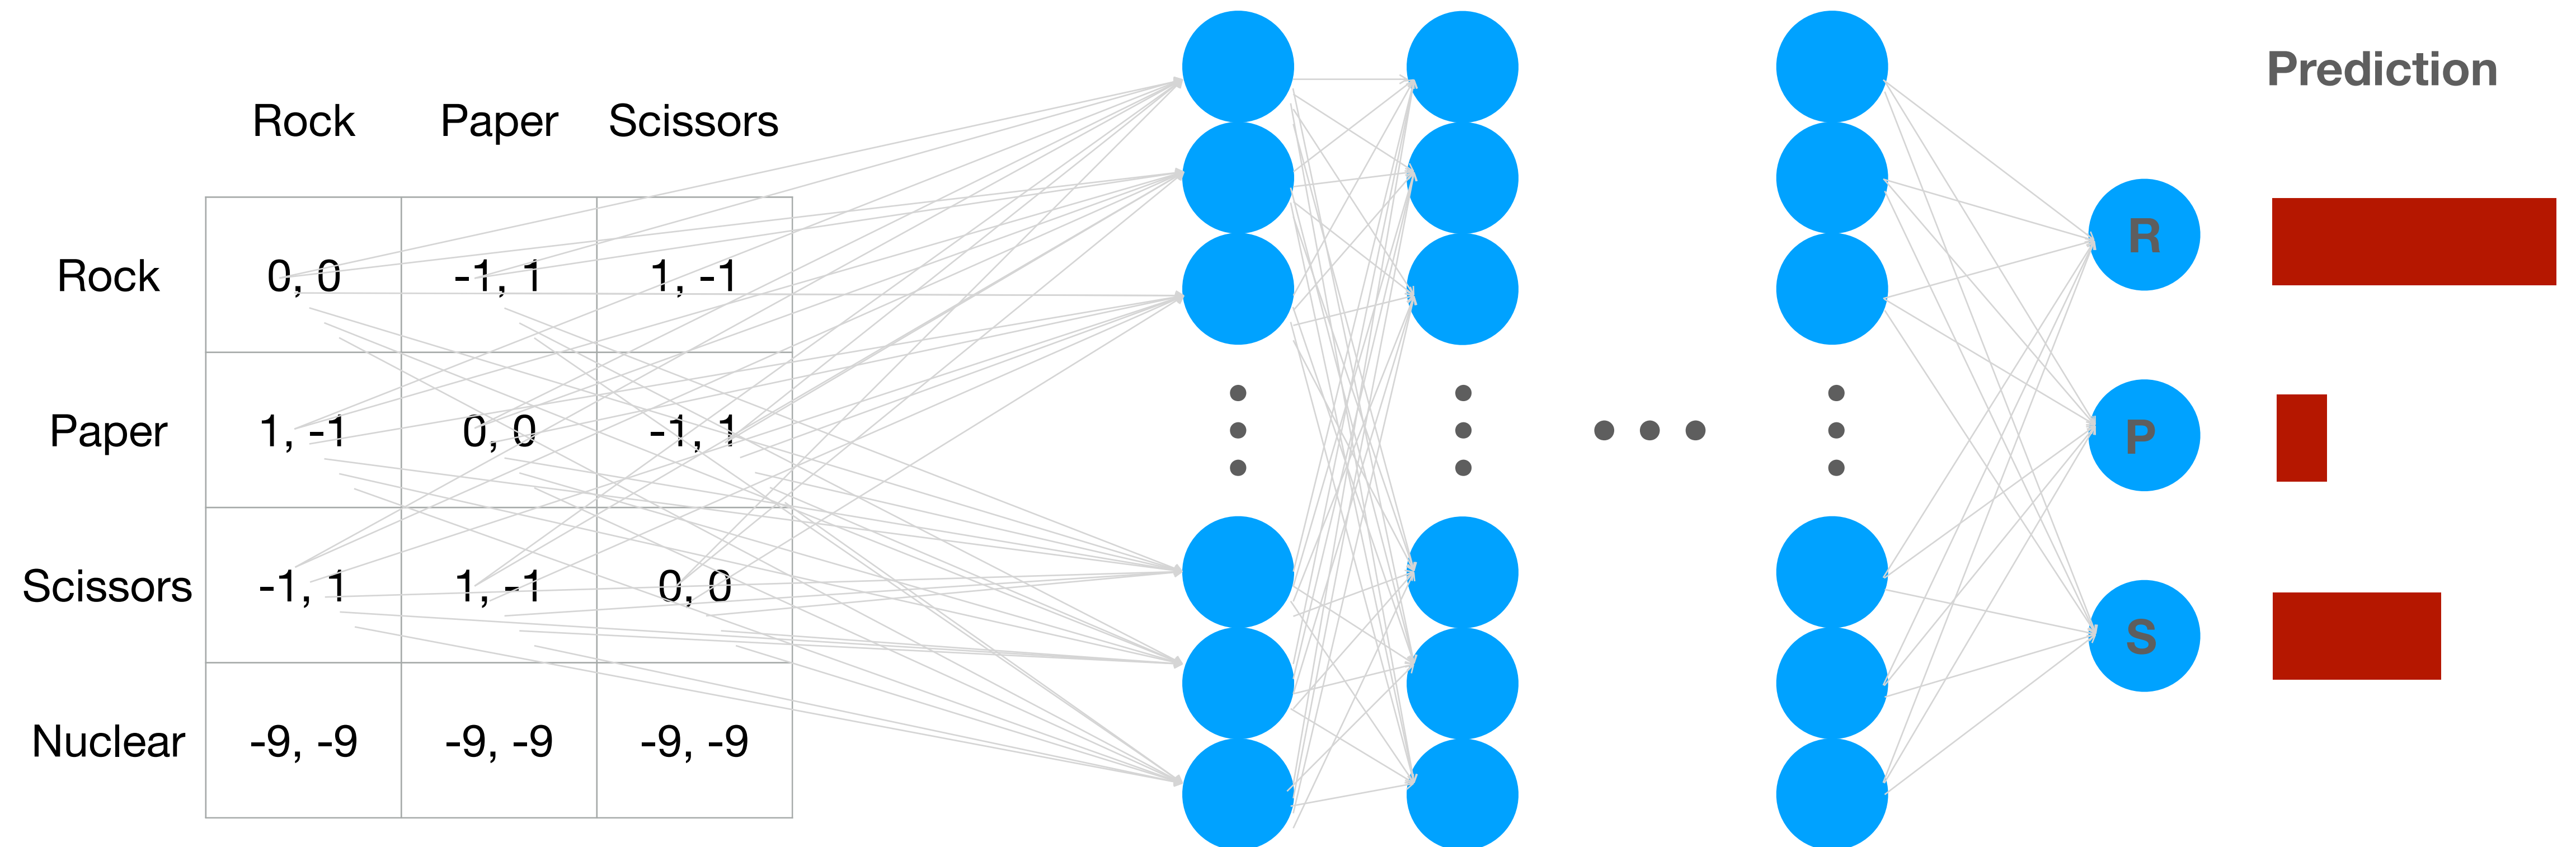 Prediction
Rock Paper Scissors
Rock 0, 0 -1, 1 1, -1
R
Paper 1, -1 0, 0 -1, 1
P
Scissors -1, 1 1, -1 0, 0
S
Nuclear -9, -9 -9, -9 -9, -9